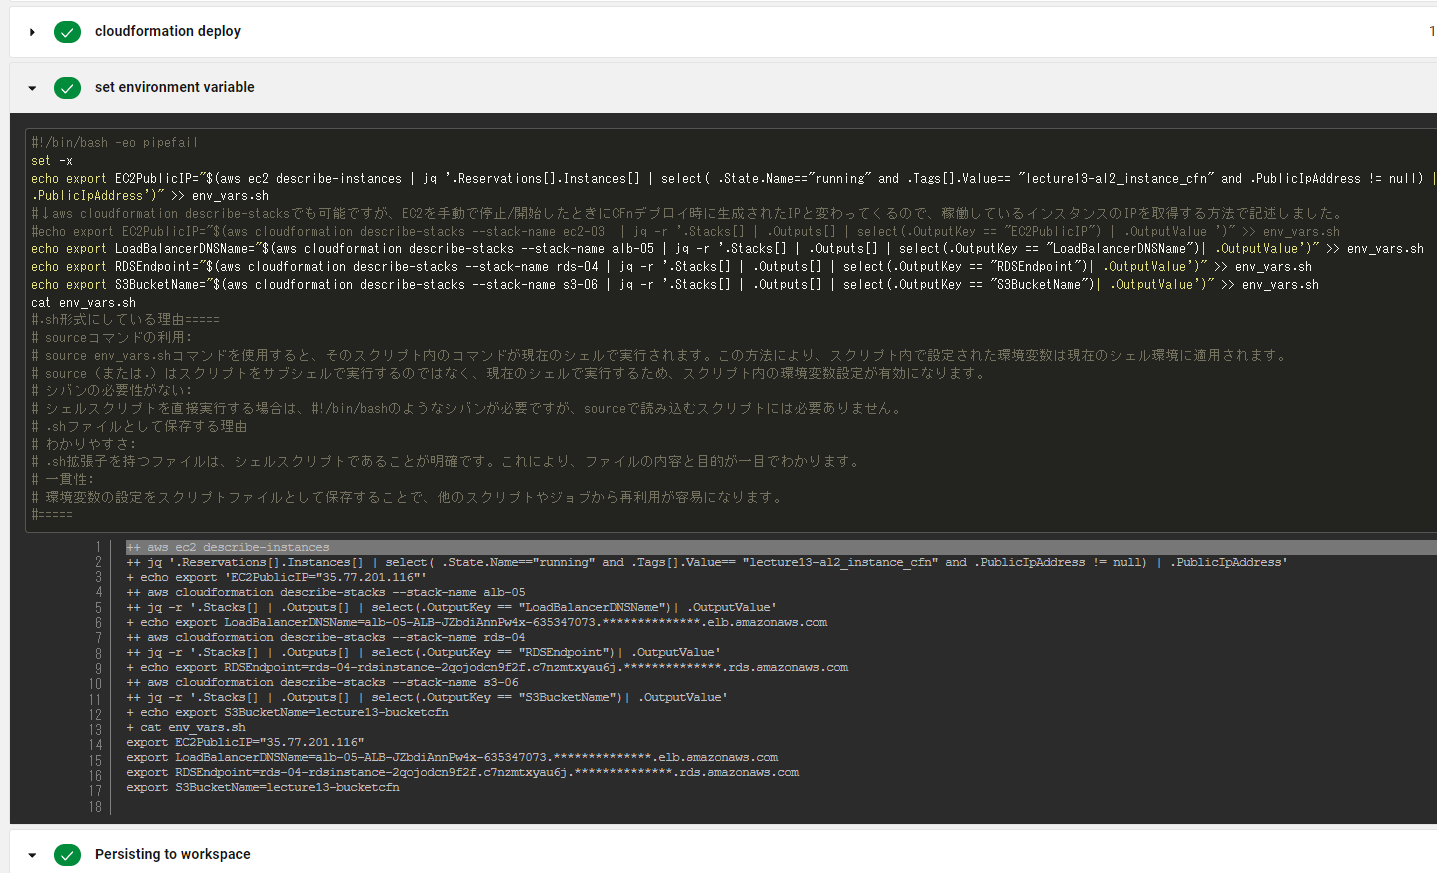 cloudformation deploy
1
set environment variable
#!/bin/bash -eo pipefail
set -x
echo export EC2PublicIP="$(aws ec2 describe-instances | jq '.Reservations[].Instances[] | select( .State.Name=="running" and .Tags[].Value== "lecture13-al2_instance_cfn" and .PublicIpAddress != null) |
.PublicIpAddress')" >> env_vars.sh
#↓aws cloudformation describe-stacksでも可能ですが、EC2を手動で停止/開始したときにCFnデプロイ時に生成されたIPと変わってくるので、稼働しているインスタンスのIPを取得する方法で記述しました。
#echo export EC2PublicIP="$(aws cloudformation describe-stacks --stack-name ec2-03  | jq -r '.Stacks[] | .Outputs[] | select(.OutputKey == "EC2PublicIP") | .OutputValue ')" >> env_vars.sh
echo export LoadBalancerDNSName="$(aws cloudformation describe-stacks --stack-name alb-05 | jq -r '.Stacks[] | .Outputs[] | select(.OutputKey == "LoadBalancerDNSName")| .OutputValue')" >> env_vars.sh
echo export RDSEndpoint="$(aws cloudformation describe-stacks --stack-name rds-04 | jq -r '.Stacks[] | .Outputs[] | select(.OutputKey == "RDSEndpoint")| .OutputValue')" >> env_vars.sh
echo export S3BucketName="$(aws cloudformation describe-stacks --stack-name s3-06 | jq -r '.Stacks[] | .Outputs[] | select(.OutputKey == "S3BucketName")| .OutputValue')" >> env_vars.sh
cat env_vars.sh
#.sh形式にしている理由=====
# sourceコマンドの利用:
# source env_vars.shコマンドを使用すると、そのスクリプト内のコマンドが現在のシェルで実行されます。この方法により、スクリプト内で設定された環境変数は現在のシェル環境に適用されます。
# source（または.）はスクリプトをサブシェルで実行するのではなく、現在のシェルで実行するため、スクリプト内の環境変数設定が有効になります。
# シバンの必要性がない:
# シェルスクリプトを直接実行する場合は、#!/bin/bashのようなシバンが必要ですが、sourceで読み込むスクリプトには必要ありません。
# .shファイルとして保存する理由
# わかりやすさ:
# .sh拡張子を持つファイルは、シェルスクリプトであることが明確です。これにより、ファイルの内容と目的が一目でわかります。
# 一貫性:
# 環境変数の設定をスクリプトファイルとして保存することで、他のスクリプトやジョブから再利用が容易になります。
#=====
1 ++ aws ec2 describe-instances
2 ++ jq '.Reservations[].Instances[] | select( .State.Name=="running" and .Tags[].Value== "lecture13-al2_instance_cfn" and .PublicIpAddress != null) | .PublicIpAddress'
3 + echo export 'EC2PublicIP="35.77.201.116"'
4 ++ aws cloudformation describe-stacks --stack-name alb-05
5 ++ jq -r '.Stacks[] | .Outputs[] | select(.OutputKey == "LoadBalancerDNSName")| .OutputValue'
6 + echo export LoadBalancerDNSName=alb-05-ALB-JZbdiAnnPw4x-635347073.**************.elb.amazonaws.com
7 ++ aws cloudformation describe-stacks --stack-name rds-04
8 ++ jq -r '.Stacks[] | .Outputs[] | select(.OutputKey == "RDSEndpoint")| .OutputValue'
9 + echo export RDSEndpoint=rds-04-rdsinstance-2qojodcn9f2f.c7nzmtxyau6j.**************.rds.amazonaws.com
10 ++ aws cloudformation describe-stacks --stack-name s3-06
11 ++ jq -r '.Stacks[] | .Outputs[] | select(.OutputKey == "S3BucketName")| .OutputValue'
12 + echo export S3BucketName=lecture13-bucketcfn
13 + cat env_vars.sh
14 export EC2PublicIP="35.77.201.116"
15 export LoadBalancerDNSName=alb-05-ALB-JZbdiAnnPw4x-635347073.**************.elb.amazonaws.com
16 export RDSEndpoint=rds-04-rdsinstance-2qojodcn9f2f.c7nzmtxyau6j.**************.rds.amazonaws.com
17 export S3BucketName=lecture13-bucketcfn
18
Persisting to workspace